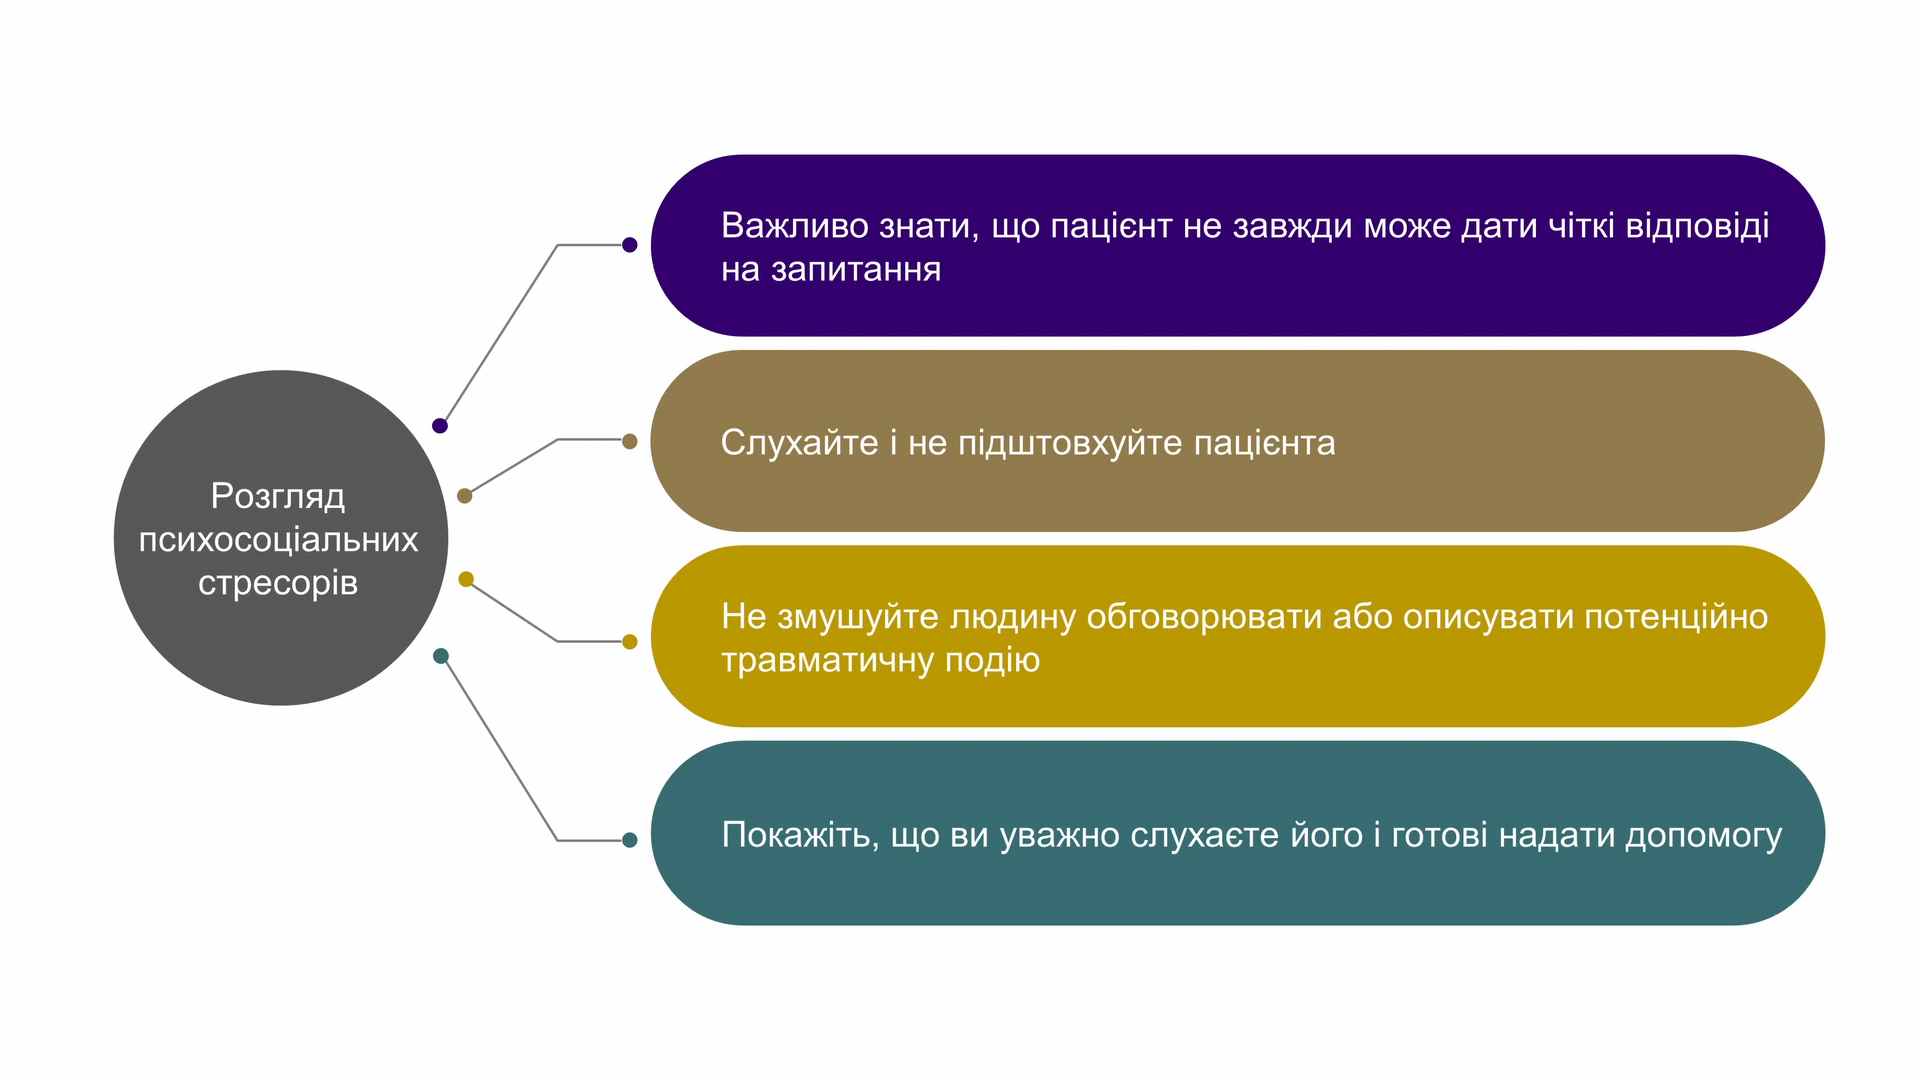 Розгляд
психосоціальних
стресорів
Важливо знати, що пацієнт не завжди може дати чіткі відповіді
на запитання
Слухайте і не підштовхуйте пацієнта
Не змушуйте людину обговорювати або описувати потенційно
травматичну подію
Покажіть, що ви уважно слухаєте його і готові надати допомогу